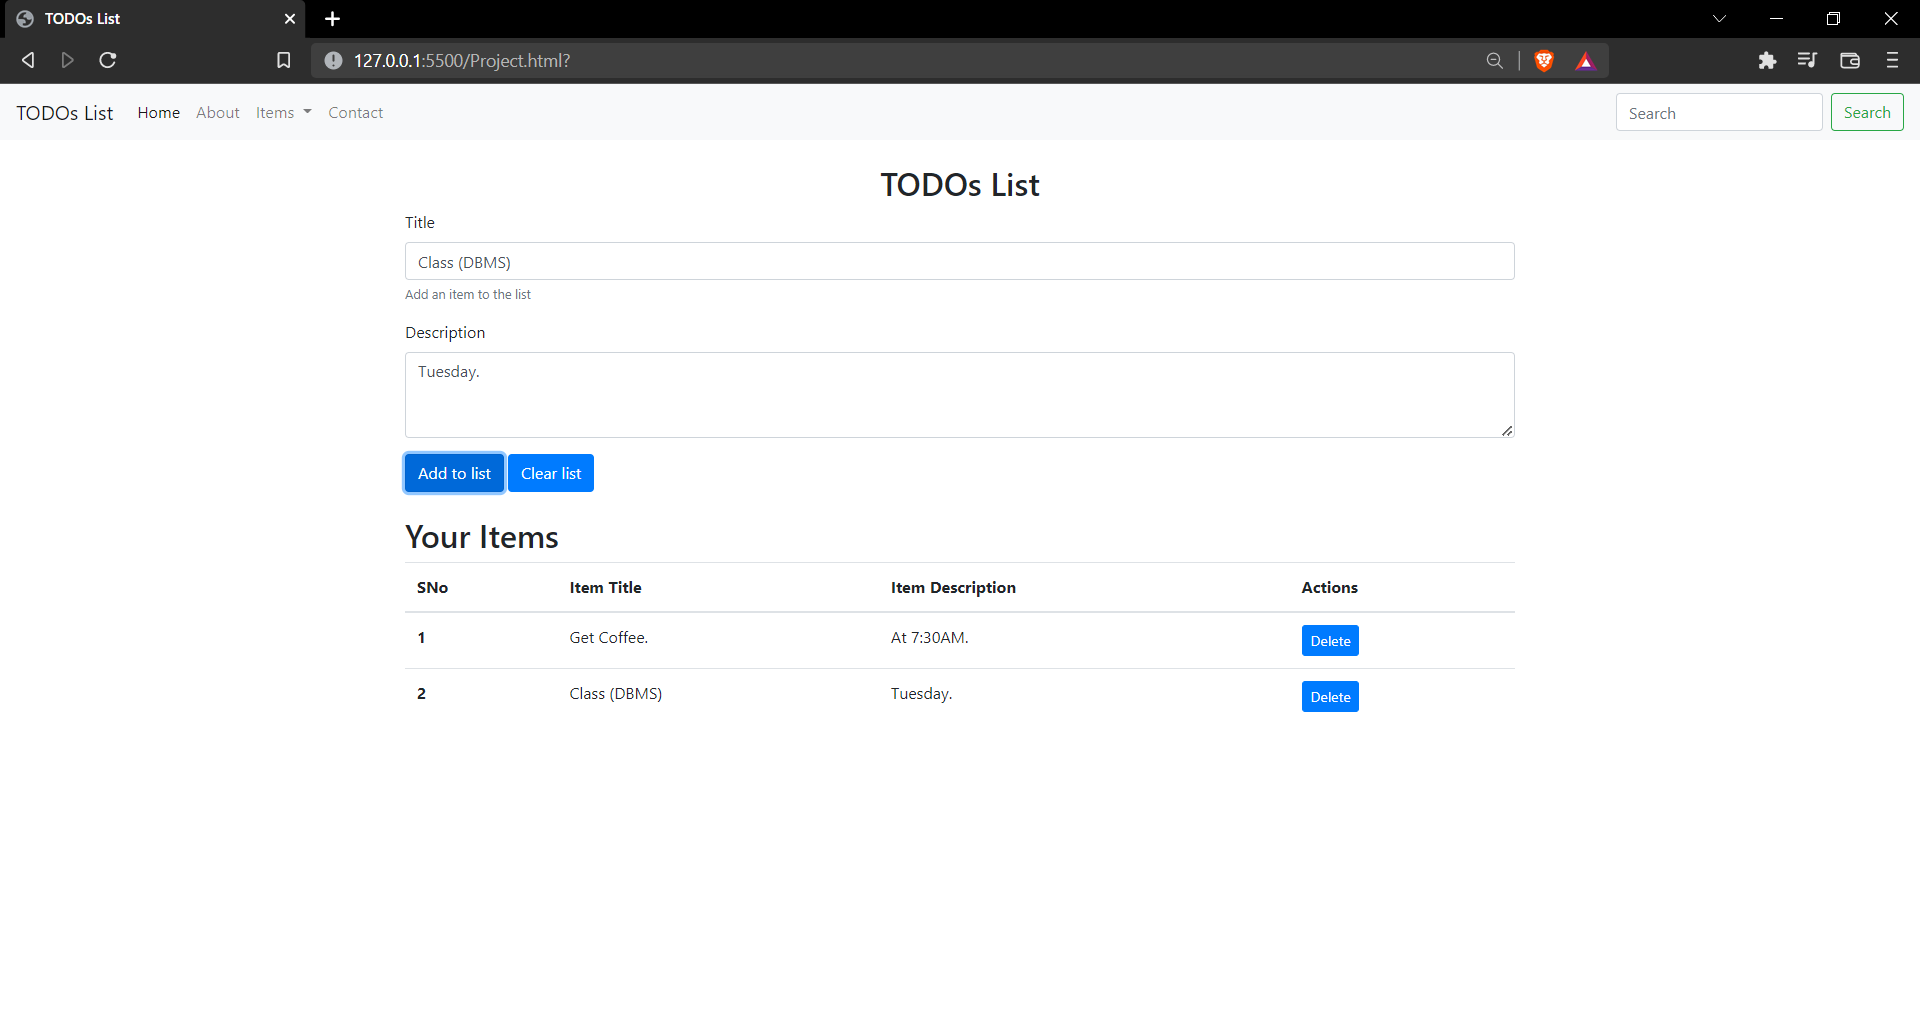 TODOs List
127.0.0.1:5500/Project.html?
TODOs List Home About Items Contact Search Search
TODOs List
Title
Class (DBMS)
Add an item to the list
Description
Tuesday.
Add to list Clear list
Your Items
SNo Item Title Item Description Actions
1 Get Coffee. At 7:30AM. Delete
2 Class (DBMS) Tuesday. Delete